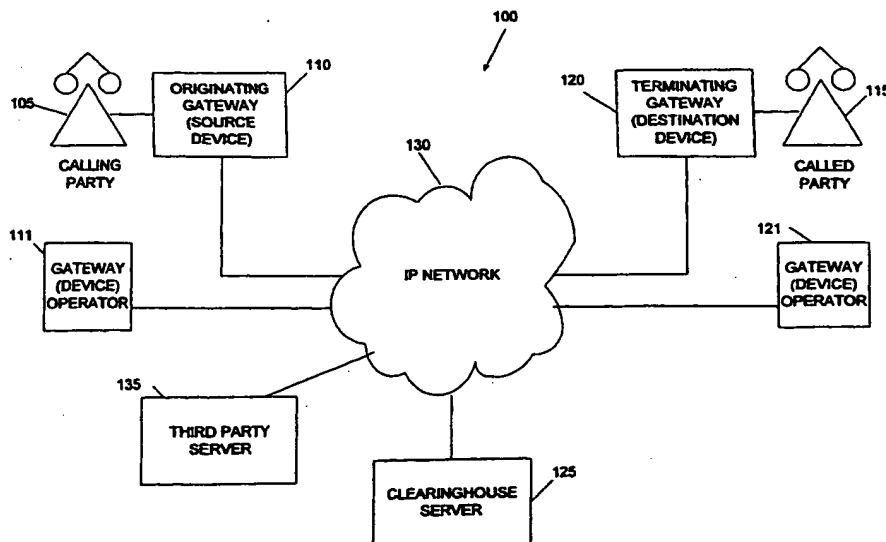 100
105
CALLING
PARTY
110
ORIGINATING
GATEWAY
(SOURCE
DEVICE)
120
TERMINATING
GATEWAY
(DESTINATION
DEVICE)
115
CALLED
PARTY
130
IP NETWORK
111
GATEWAY
(DEVICE)
OPERATOR
121
GATEWAY
(DEVICE)
OPERATOR
135
THIRD PARTY
SERVER
CLEARINGHOUSE
SERVER
125